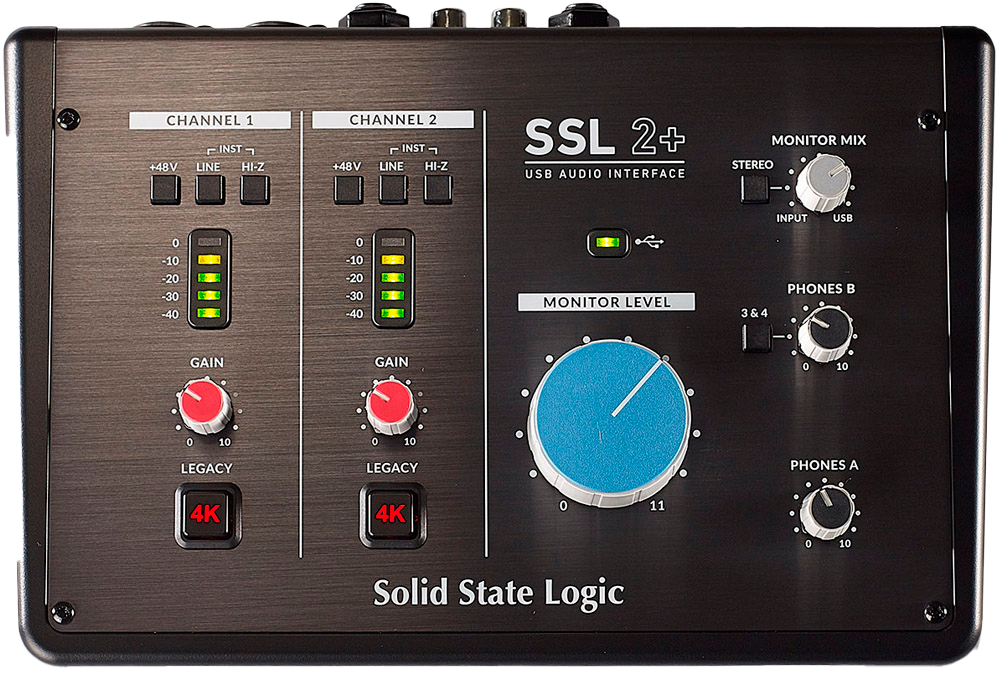 CHANNEL 1
INST
+48V LINE HI-Z
0
-10
-20
-30
-40
GAIN
0 10
LEGACY
4K
CHANNEL 2
INST
+48V LINE HI-Z
0
-10
-20
-30
-40
GAIN
0 10
LEGACY
4K
SSL 2+
USB AUDIO INTERFACE
MONITOR LEVEL
0 11
MONITOR MIX
STEREO
INPUT USB
PHONES B
3 & 4
0 10
PHONES A
0 10
Solid State Logic